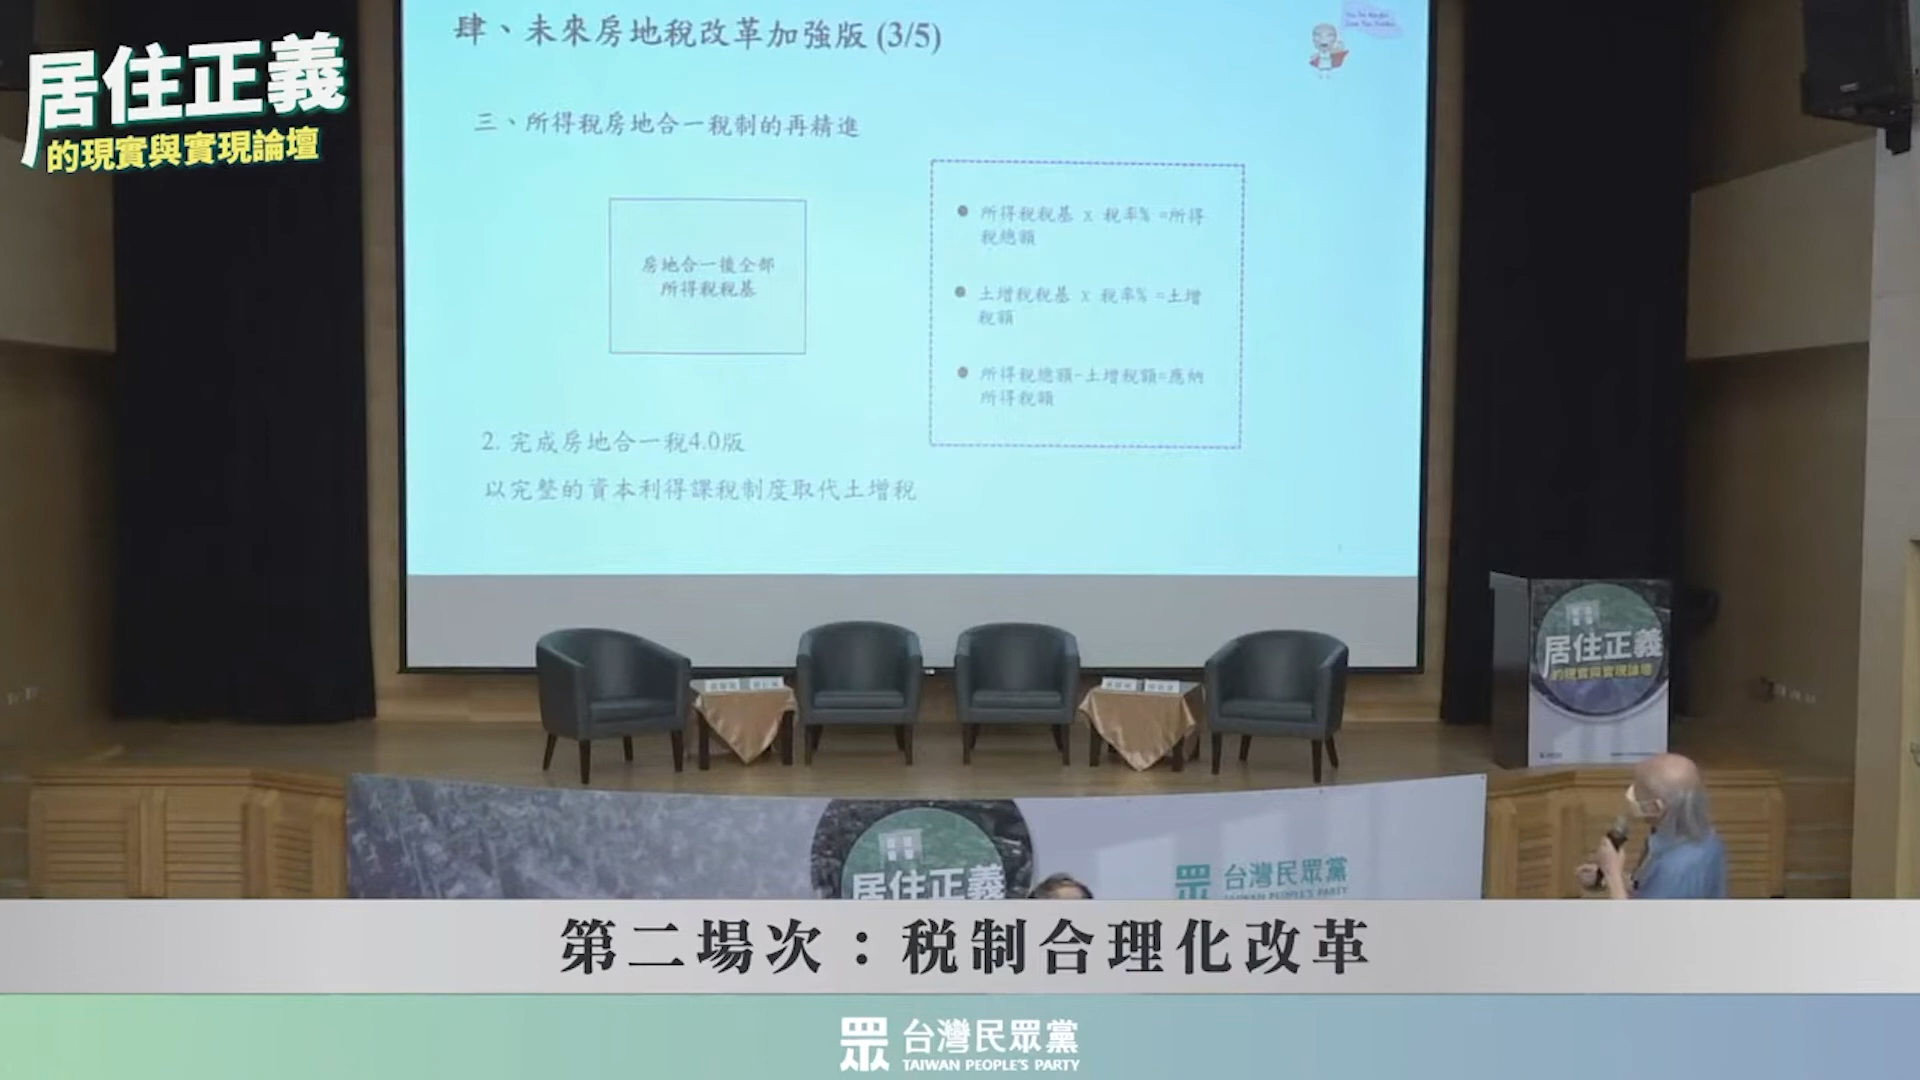 居住正義
的現實與實現論壇
肆、未來房地稅改革加強版 (3/5)
三、所得稅房地合一稅制的再精進
房地合一後全部
所得稅稅基
所得稅稅基 x 稅率% =所得
稅總額
土增稅稅基 x 稅率% =土增
稅額
所得稅總額-土增稅額=應納
所得稅額
2. 完成房地合一稅4.0版
以完整的資本利得課稅制度取代土增稅
居住正義
的現實與實現論壇
居住正義
台灣民眾黨
TAIWAN PEOPLE'S PARTY
第二場次：稅制合理化改革
台灣民眾黨
TAIWAN PEOPLE'S PARTY